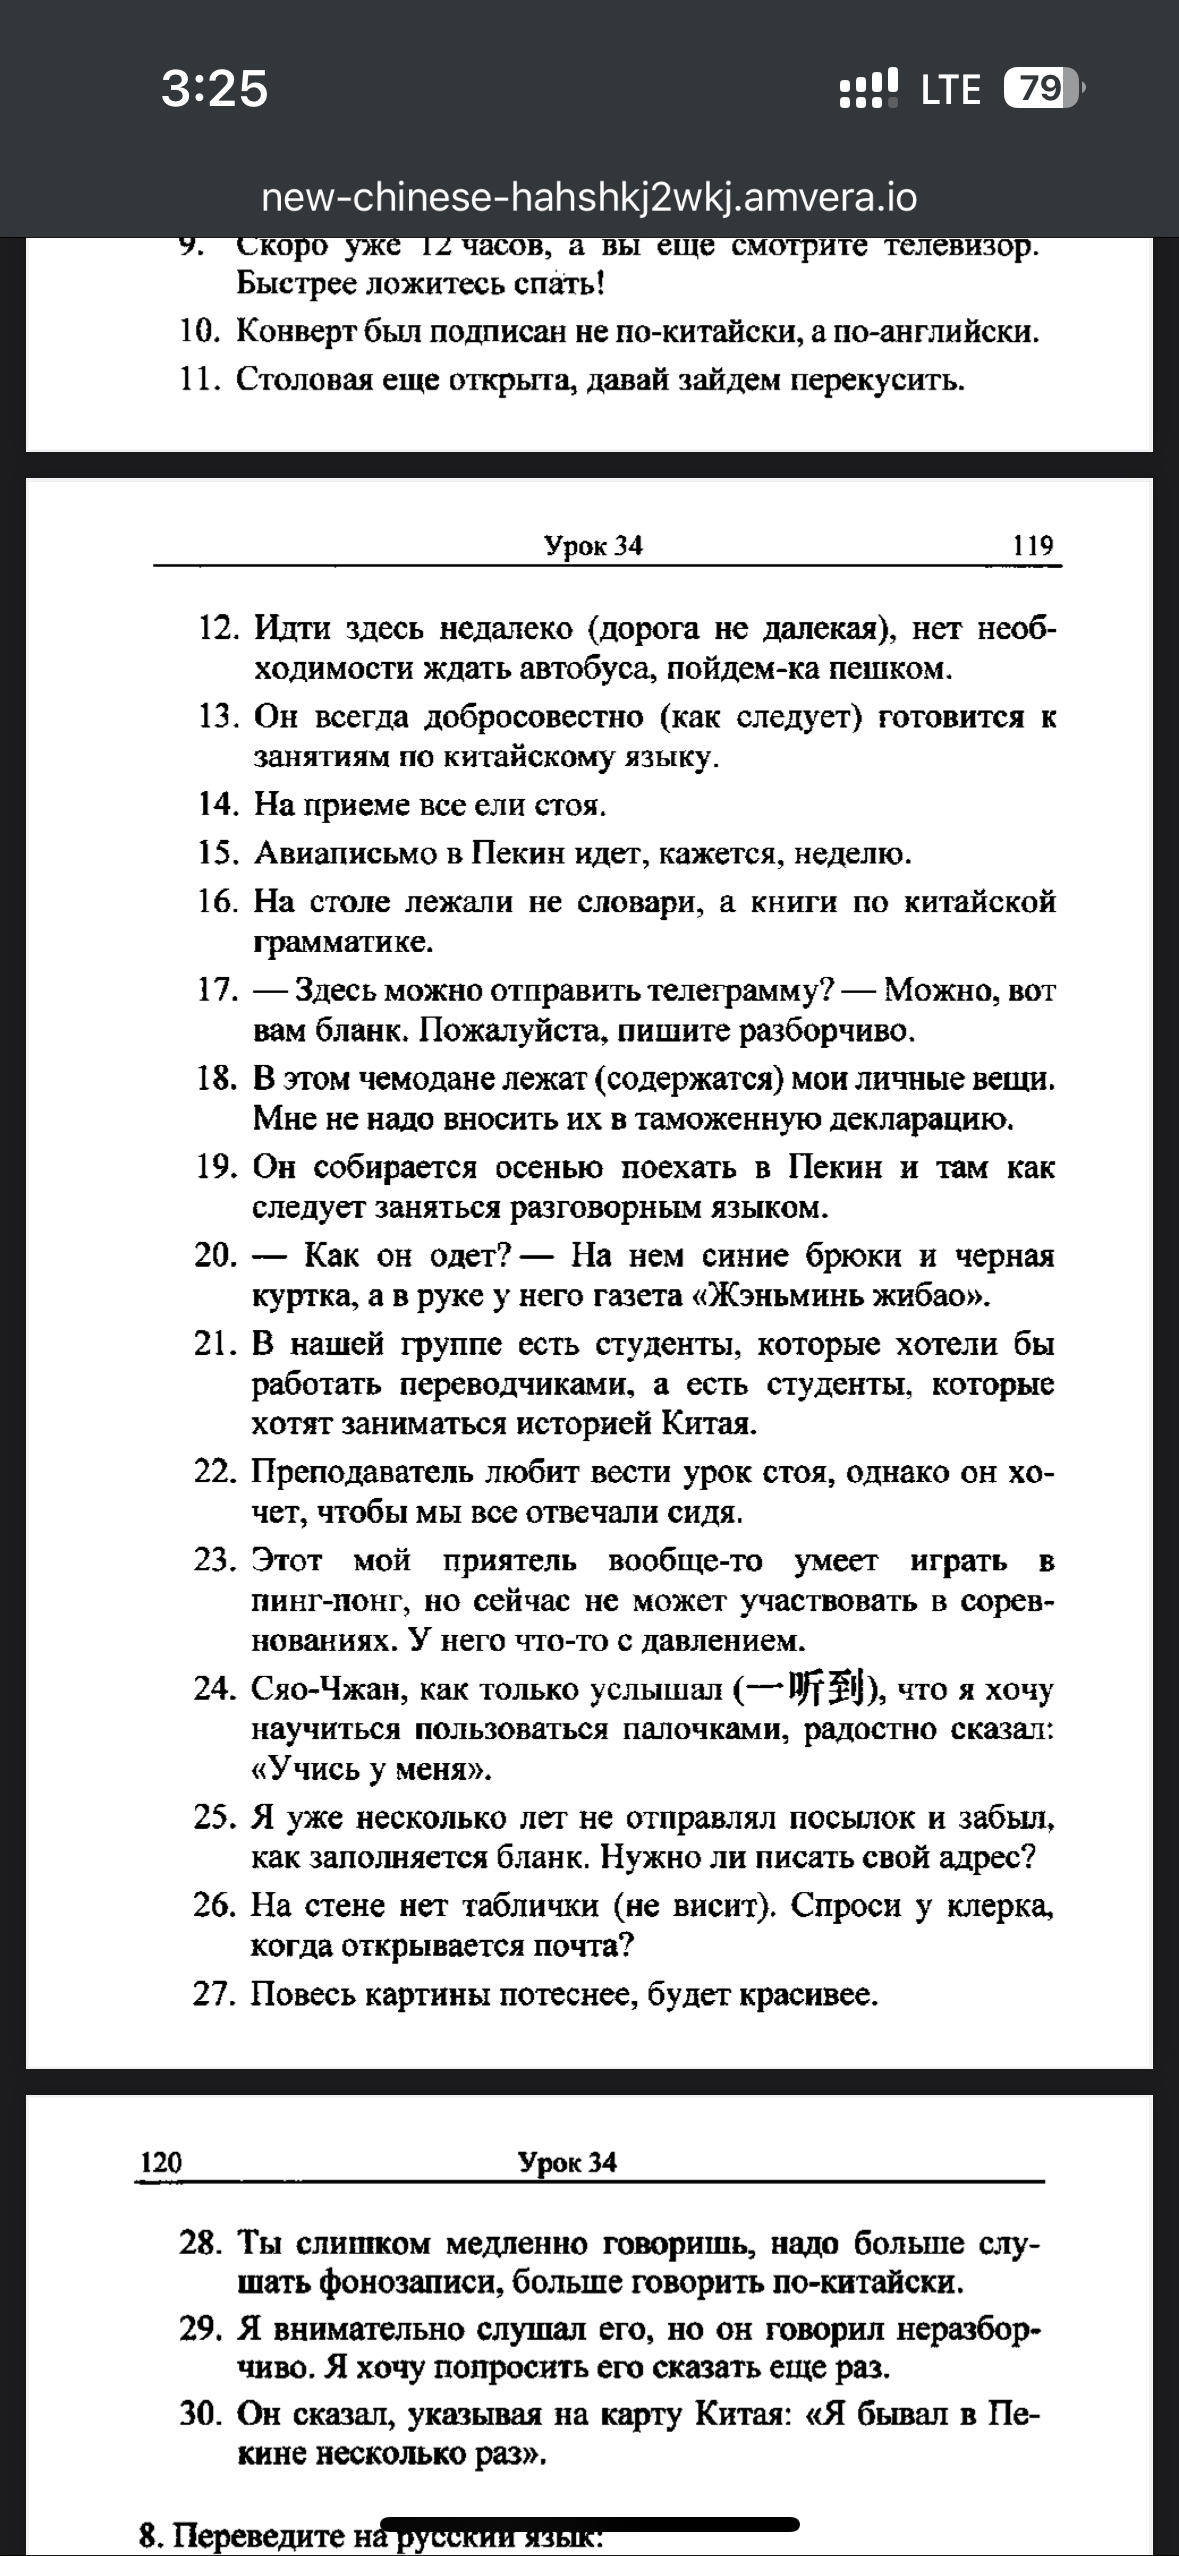 3:25
LTE 79
new-chinese-hahshkj2wkj.amvera.io
9. Скоро уже 12 часов, а вы еще смотрите телевизор.
Быстрее ложитесь спать!
10. Конверт был подписан не по-китайски, а по-английски.
11. Столовая еще открыта, давай зайдем перекусить.
Урок 34 119
12. Идти здесь недалеко (дорога не далекая), нет необ-
ходимости ждать автобуса, пойдем-ка пешком.
13. Он всегда добросовестно (как следует) готовится к
занятиям по китайскому языку.
14. На приеме все ели стоя.
15. Авиаписьмо в Пекин идет, кажется, неделю.
16. На столе лежали не словари, а книги по китайской
грамматике.
17. — Здесь можно отправить телеграмму? — Можно, вот
вам бланк. Пожалуйста, пишите разборчиво.
18. В этом чемодане лежат (содержатся) мои личные вещи.
Мне не надо вносить их в таможенную декларацию.
19. Он собирается осенью поехать в Пекин и там как
следует заняться разговорным языком.
20. — Как он одет? — На нем синие брюки и черная
куртка, а в руке у него газета «Жэньминь жибао».
21. В нашей группе есть студенты, которые хотели бы
работать переводчиками, а есть студенты, которые
хотят заниматься историей Китая.
22. Преподаватель любит вести урок стоя, однако он хо-
чет, чтобы мы все отвечали сидя.
23. Этот мой приятель вообще-то умеет играть в
пинг-понг, но сейчас не может участвовать в сорев-
нованиях. У него что-то с давлением.
24. Сяо-Чжан, как только услышал (一听到), что я хочу
научиться пользоваться палочками, радостно сказал:
«Учись у меня».
25. Я уже несколько лет не отправлял посылок и забыл,
как заполняется бланк. Нужно ли писать свой адрес?
26. На стене нет таблички (не висит). Спроси у клерка,
когда открывается почта?
27. Повесь картины потеснее, будет красивее.
120 Урок 34
28. Ты слишком медленно говоришь, надо больше слу-
шать фонозаписи, больше говорить по-китайски.
29. Я внимательно слушал его, но он говорил неразбор-
чиво. Я хочу попросить его сказать еще раз.
30. Он сказал, указывая на карту Китая: «Я бывал в Пе-
кине несколько раз».
8. Переведите на русский язык: